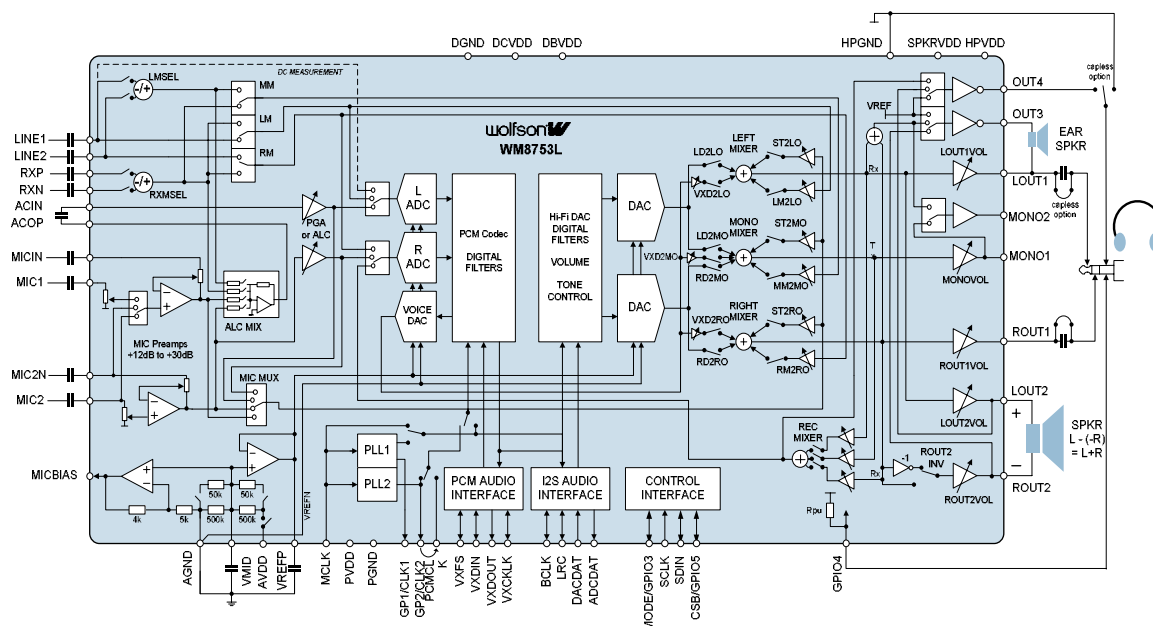 DGND
DCVDD
DBVDD
HPGND
SPKRVDD
HPVDD
DC MEASUREMENT
LMSEL
MM
LM
RM
LINE1
LINE2
RXP
RXN
RXMSEL
ACIN
ACOP
MICIN
MIC1
MIC2N
MIC2
MICBIAS
wolfson
WM8753L
PGA
or ALC
L
ADC
R
ADC
VOICE
DAC
PCM Codec
DIGITAL
FILTERS
Hi-Fi DAC
DIGITAL
FILTERS
VOLUME
TONE
CONTROL
DAC
DAC
LEFT
MIXER
LD2LO
ST2LO
VXD2LO
LM2LO
MONO
MIXER
LD2MO
ST2MO
VXD2MO
RD2MO
MM2MO
RIGHT
MIXER
VXD2RO
ST2RO
RD2RO
RM2RO
VREF
Rx
T
capless
option
OUT4
OUT3
EAR
SPKR
LOUT1
LOUT1VOL
capless
option
MONO2
MONO1
MONOVOL
ROUT1
ROUT1VOL
LOUT2
LOUT2VOL
+
SPKR
L - (-R)
= L+R
−
ROUT2
ROUT2VOL
-1
ROUT2
INV
REC
MIXER
Rx
Rpu
ALC MIX
MIC Preamps
+12dB to +30dB
MIC MUX
50k
50k
4k
5k
500k
500k
VREFN
PLL1
PLL2
PCM AUDIO
INTERFACE
I2S AUDIO
INTERFACE
CONTROL
INTERFACE
AGND
VMID
AVDD
VREFP
MCLK
PVDD
PGND
GP1/CLK1
GP2/CLK2
PCMCL
K
VXFS
VXDIN
VXDOUT
VXCKLK
BCLK
LRC
DACDAT
ADCDAT
MODE/GPIO3
SCLK
SDIN
CSB/GPIO5
GPIO4